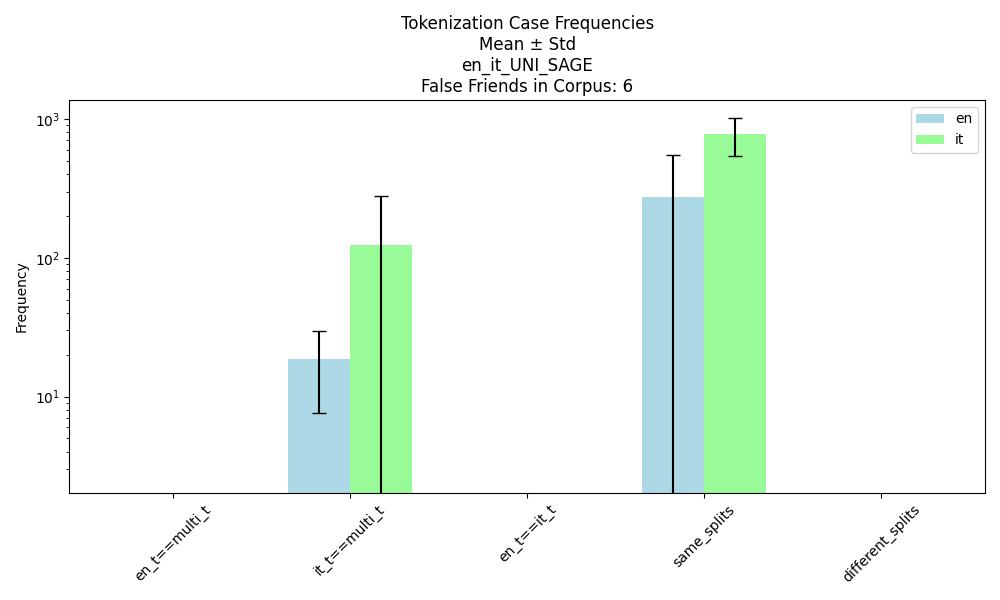 Tokenization Case Frequencies
Mean ± Std
en_it_UNI_SAGE
False Friends in Corpus: 6
en
it
Frequency
10³
10²
10¹
en_t==multi_t
it_t==multi_t
en_t==it_t
same_splits
different_splits